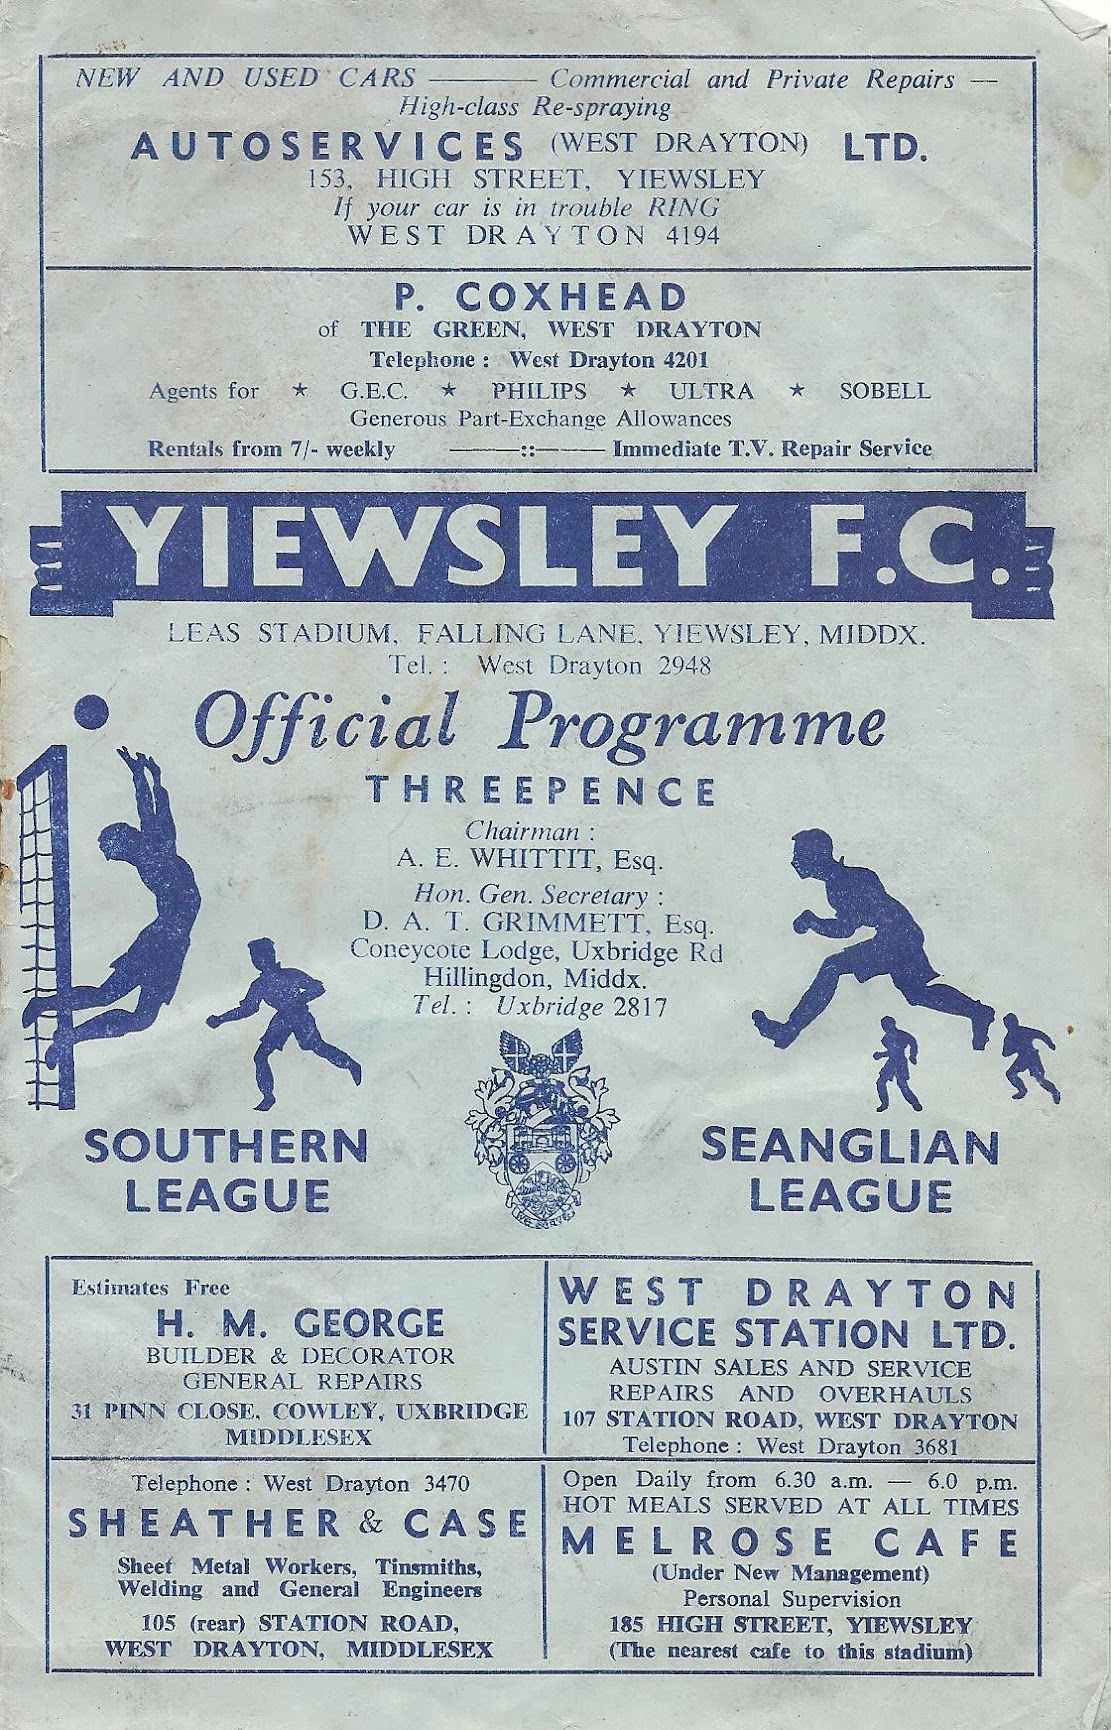 NEW AND USED CARS ——— Commercial and Private Repairs —
High-class Re-spraying
AUTOSERVICES (WEST DRAYTON) LTD.
153, HIGH STREET, YIEWSLEY
If your car is in trouble RING
WEST DRAYTON 4194
P. COXHEAD
of THE GREEN, WEST DRAYTON
Telephone : West Drayton 4201
Agents for ★ G.E.C. ★ PHILIPS ★ ULTRA ★ SOBELL
Generous Part-Exchange Allowances
Rentals from 7/- weekly ———::——— Immediate T.V. Repair Service
YIEWSLEY F.C.
LEAS STADIUM, FALLING LANE, YIEWSLEY, MIDDX.
Tel. : West Drayton 2948
Official Programme
THREEPENCE
Chairman :
A. E. WHITTIT, Esq.
Hon. Gen. Secretary :
D. A. T. GRIMMETT, Esq.
Coneycote Lodge, Uxbridge Rd
Hillingdon, Middx.
Tel. : Uxbridge 2817
SOUTHERN
LEAGUE
SEANGLIAN
LEAGUE
Estimates Free
H. M. GEORGE
BUILDER & DECORATOR
GENERAL REPAIRS
31 PINN CLOSE, COWLEY, UXBRIDGE
MIDDLESEX
WEST DRAYTON
SERVICE STATION LTD.
AUSTIN SALES AND SERVICE
REPAIRS AND OVERHAULS
107 STATION ROAD, WEST DRAYTON
Telephone : West Drayton 3681
Telephone : West Drayton 3470
SHEATHER & CASE
Sheet Metal Workers, Tinsmiths,
Welding and General Engineers
105 (rear) STATION ROAD,
WEST DRAYTON, MIDDLESEX
Open Daily from 6.30 a.m. — 6.0 p.m.
HOT MEALS SERVED AT ALL TIMES
MELROSE CAFE
(Under New Management)
Personal Supervision
185 HIGH STREET, YIEWSLEY
(The nearest cafe to this stadium)